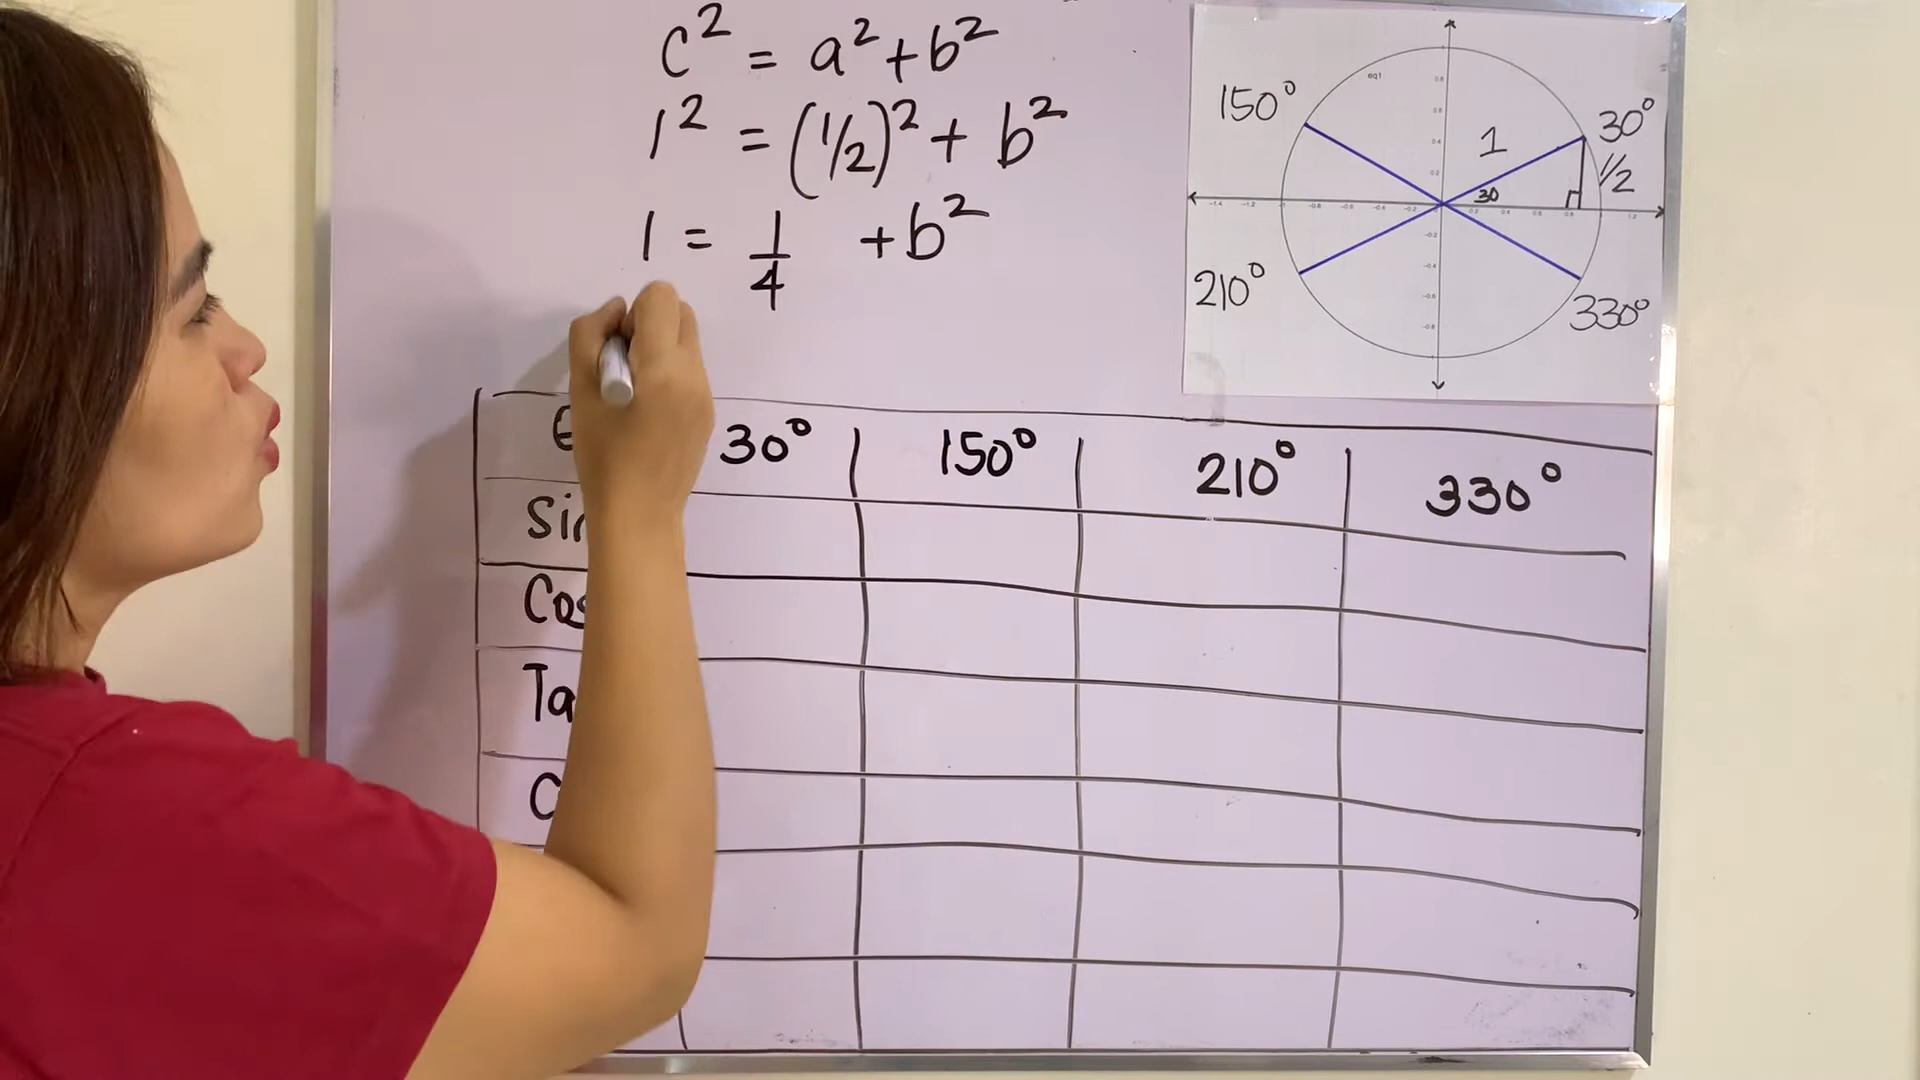 c² = a² + b²
1² = (1/2)² + b²
1 = 1/4 + b²
150° 30°
1
1/2
30
210° 330°
eq1
30° 150° 210° 330°
Sin
Cos
Ta
C